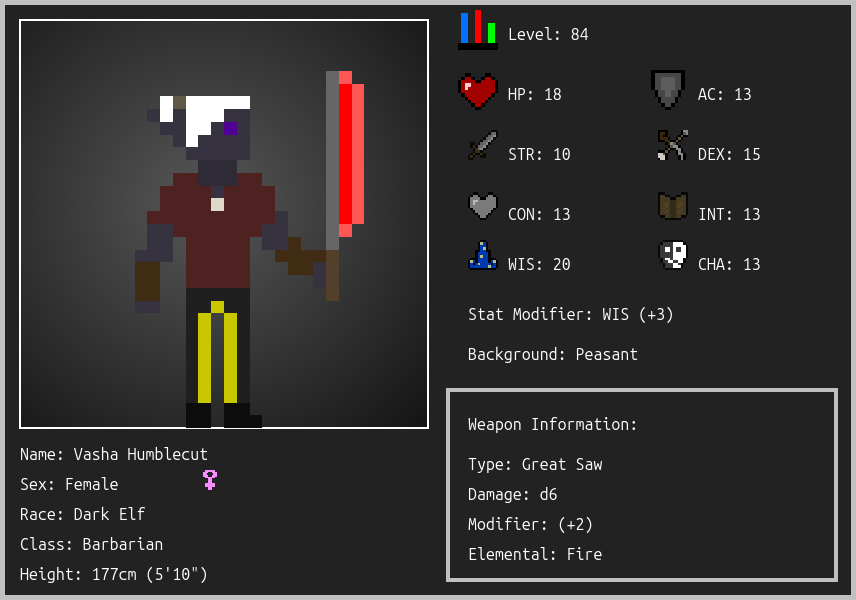 Level: 84
HP: 18
AC: 13
STR: 10
DEX: 15
CON: 13
INT: 13
WIS: 20
CHA: 13
Stat Modifier: WIS (+3)
Background: Peasant
Weapon Information:
Type: Great Saw
Damage: d6
Modifier: (+2)
Elemental: Fire
Name: Vasha Humblecut
Sex: Female
Race: Dark Elf
Class: Barbarian
Height: 177cm (5'10")